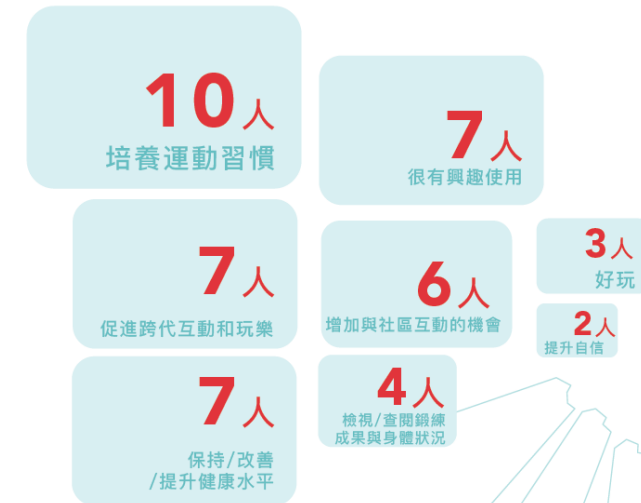 10人
培養運動習慣
7人
很有興趣使用
7人
促進跨代互動和玩樂
6人
增加與社區互動的機會
3人
好玩
2人
提升自信
7人
保持/改善
/提升健康水平
4人
檢視/查閱鍛練
成果與身體狀況